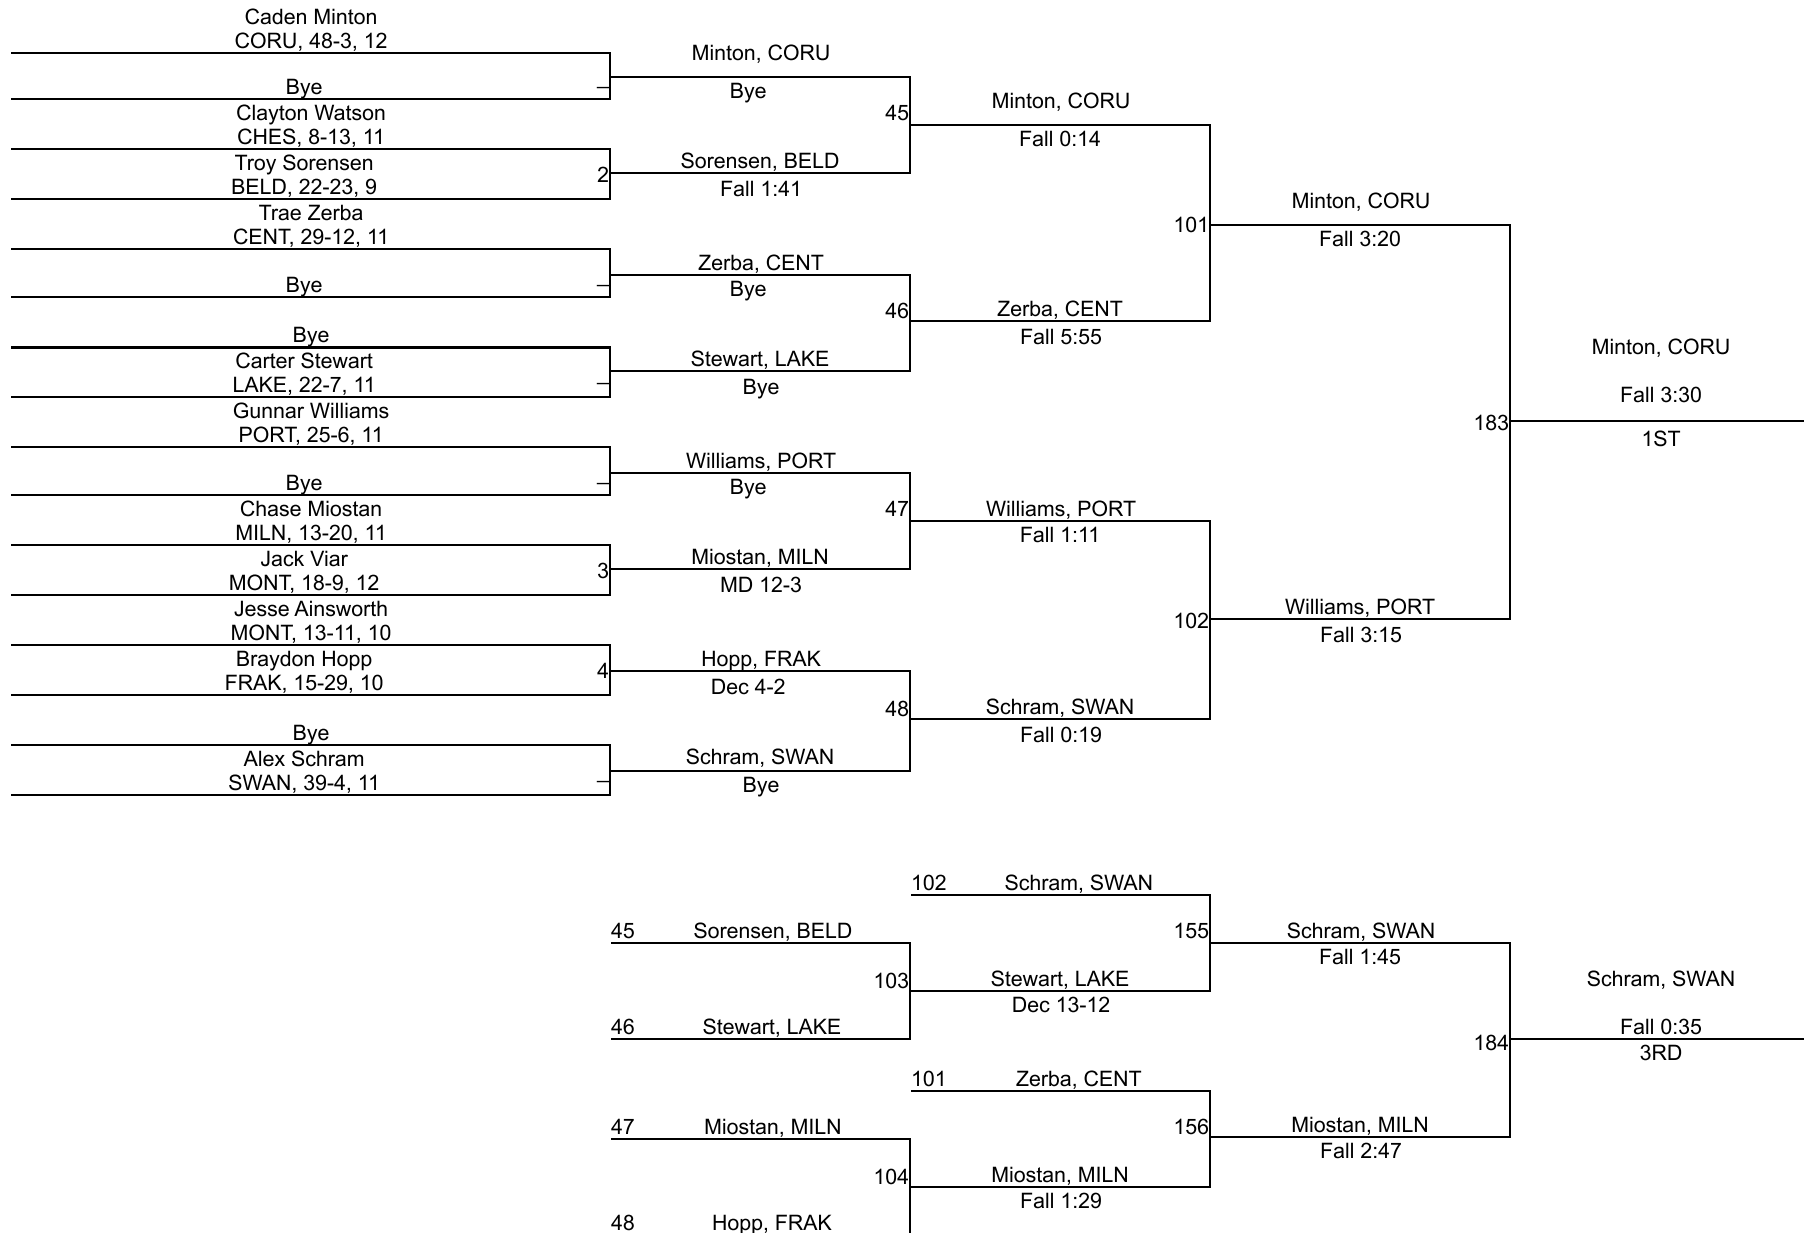 Caden Minton
CORU, 48-3, 12
Bye
Clayton Watson
CHES, 8-13, 11
Troy Sorensen
BELD, 22-23, 9
Trae Zerba
CENT, 29-12, 11
Bye
Bye
Carter Stewart
LAKE, 22-7, 11
Gunnar Williams
PORT, 25-6, 11
Bye
Chase Miostan
MILN, 13-20, 11
Jack Viar
MONT, 18-9, 12
Jesse Ainsworth
MONT, 13-11, 10
Braydon Hopp
FRAK, 15-29, 10
Bye
Alex Schram
SWAN, 39-4, 11
2
3
4
Minton, CORU
Bye
Sorensen, BELD
Fall 1:41
Zerba, CENT
Bye
Stewart, LAKE
Bye
Williams, PORT
Bye
Miostan, MILN
MD 12-3
Hopp, FRAK
Dec 4-2
Schram, SWAN
Bye
45
46
47
48
Minton, CORU
Fall 0:14
Zerba, CENT
Fall 5:55
Williams, PORT
Fall 1:11
Schram, SWAN
Fall 0:19
101
102
Minton, CORU
Fall 3:20
Williams, PORT
Fall 3:15
183
Minton, CORU
Fall 3:30
1ST
45 Sorensen, BELD
46 Stewart, LAKE
47 Miostan, MILN
48 Hopp, FRAK
103
104
102 Schram, SWAN
Stewart, LAKE
Dec 13-12
101 Zerba, CENT
Miostan, MILN
Fall 1:29
155
156
Schram, SWAN
Fall 1:45
Miostan, MILN
Fall 2:47
184
Schram, SWAN
Fall 0:35
3RD